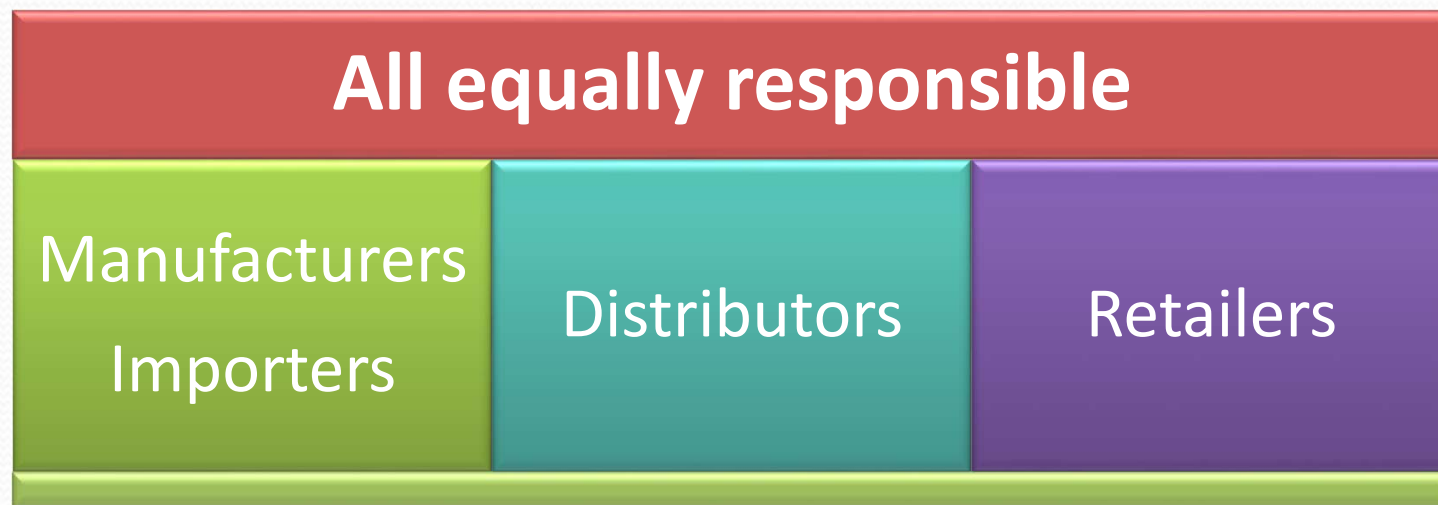 All equally responsible
Manufacturers
Importers
Distributors
Retailers